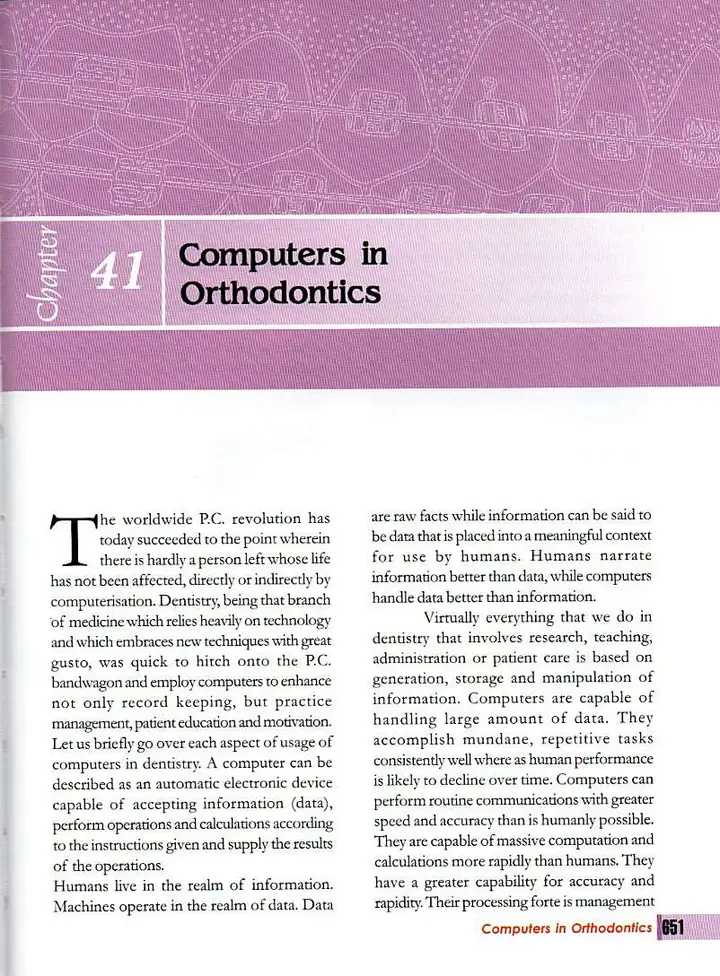 Chapter
41
Computers in
Orthodontics
The worldwide P.C. revolution has
today succeeded to the point wherein
there is hardly a person left whose life
has not been affected, directly or indirectly by
computerisation. Dentistry, being that branch
of medicine which relies heavily on technology
and which embraces new techniques with great
gusto, was quick to hitch onto the P.C.
bandwagon and employ computers to enhance
not only record keeping, but practice
management, patient education and motivation.
Let us briefly go over each aspect of usage of
computers in dentistry. A computer can be
described as an automatic electronic device
capable of accepting information (data),
perform operations and calculations according
to the instructions given and supply the results
of the operations.
Humans live in the realm of information.
Machines operate in the realm of data. Data
are raw facts while information can be said to
be data that is placed into a meaningful context
for use by humans. Humans narrate
information better than data, while computers
handle data better than information.
Virtually everything that we do in
dentistry that involves research, teaching,
administration or patient care is based on
generation, storage and manipulation of
information. Computers are capable of
handling large amount of data. They
accomplish mundane, repetitive tasks
consistently well where as human performance
is likely to decline over time. Computers can
perform routine communications with greater
speed and accuracy than is humanly possible.
They are capable of massive computation and
calculations more rapidly than humans. They
have a greater capability for accuracy and
rapidity. Their processing forte is management
Computers in Orthodontics 651